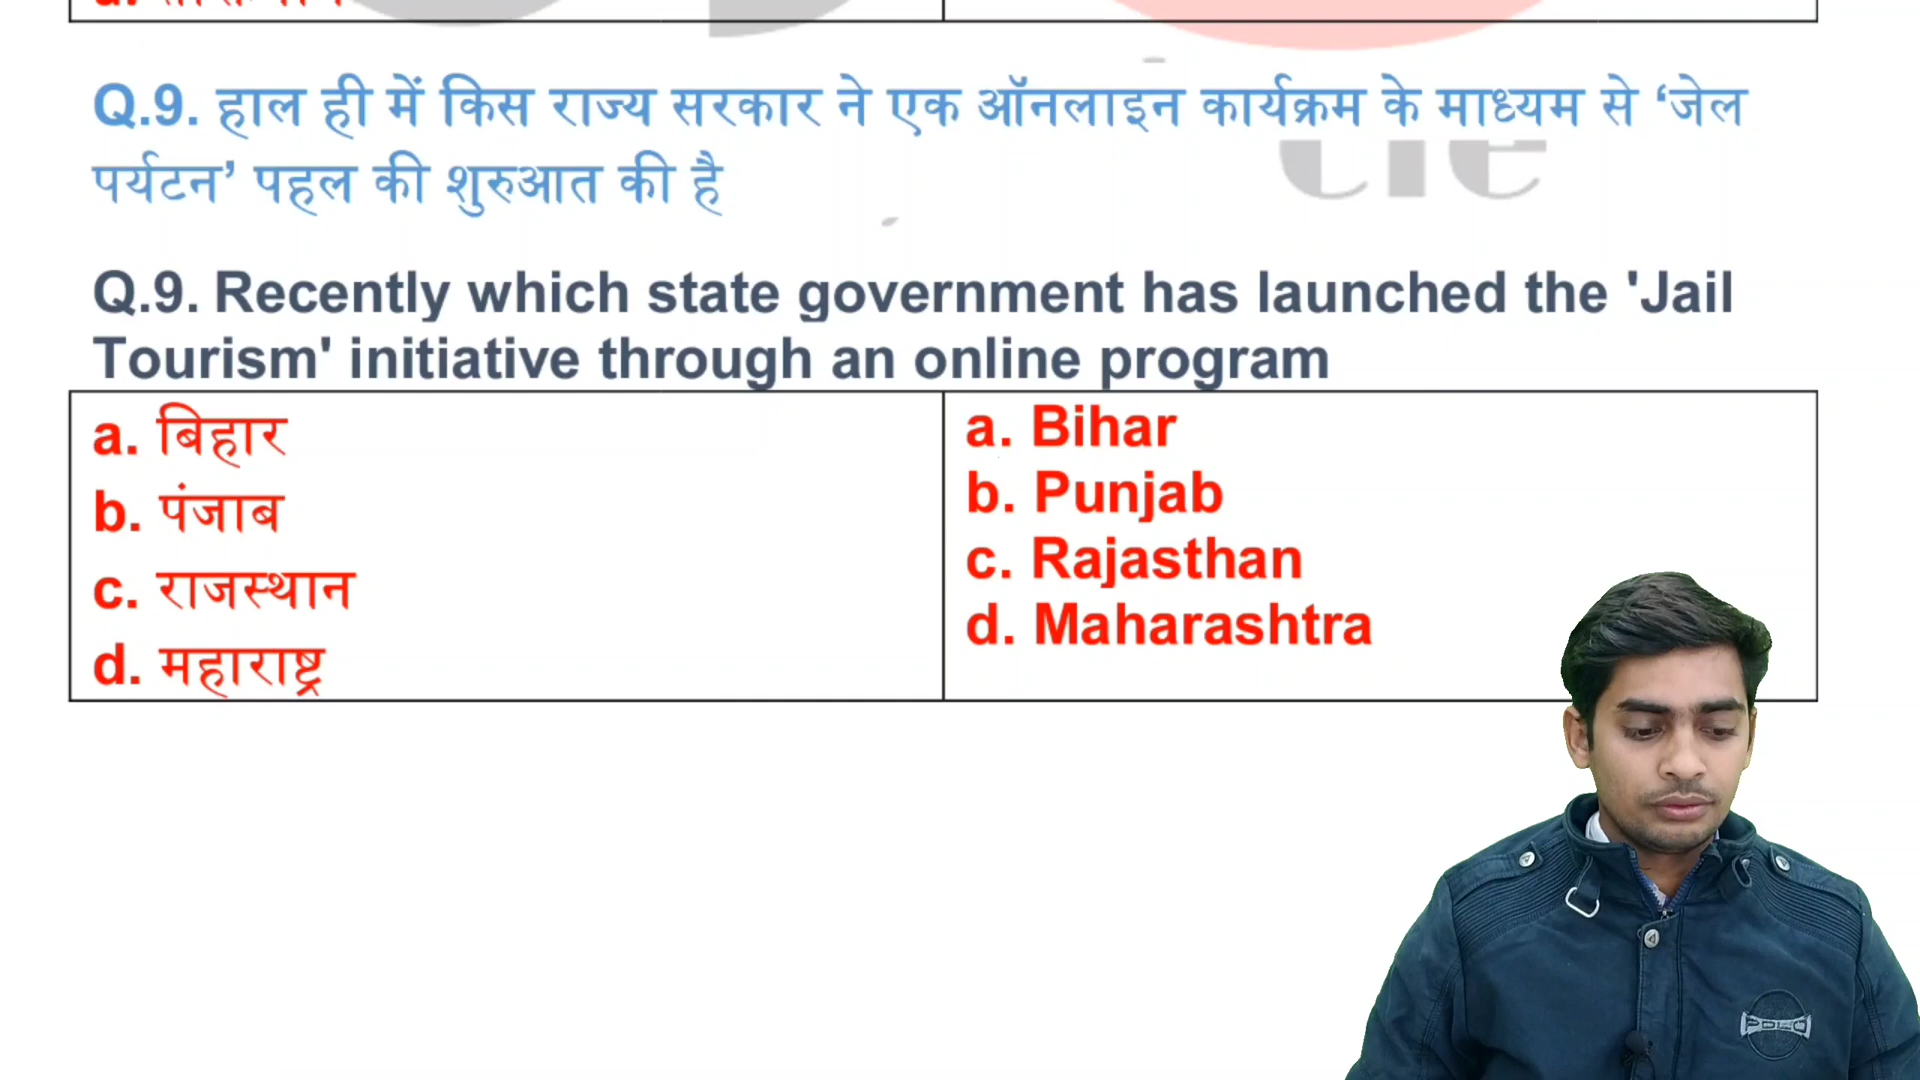 Q.9. हाल ही में किस राज्य सरकार ने एक ऑनलाइन कार्यक्रम के माध्यम से ‘जेल
पर्यटन’ पहल की शुरुआत की है
Q.9. Recently which state government has launched the 'Jail
Tourism' initiative through an online program
a. बिहार
b. पंजाब
c. राजस्थान
d. महाराष्ट्र
a. Bihar
b. Punjab
c. Rajasthan
d. Maharashtra